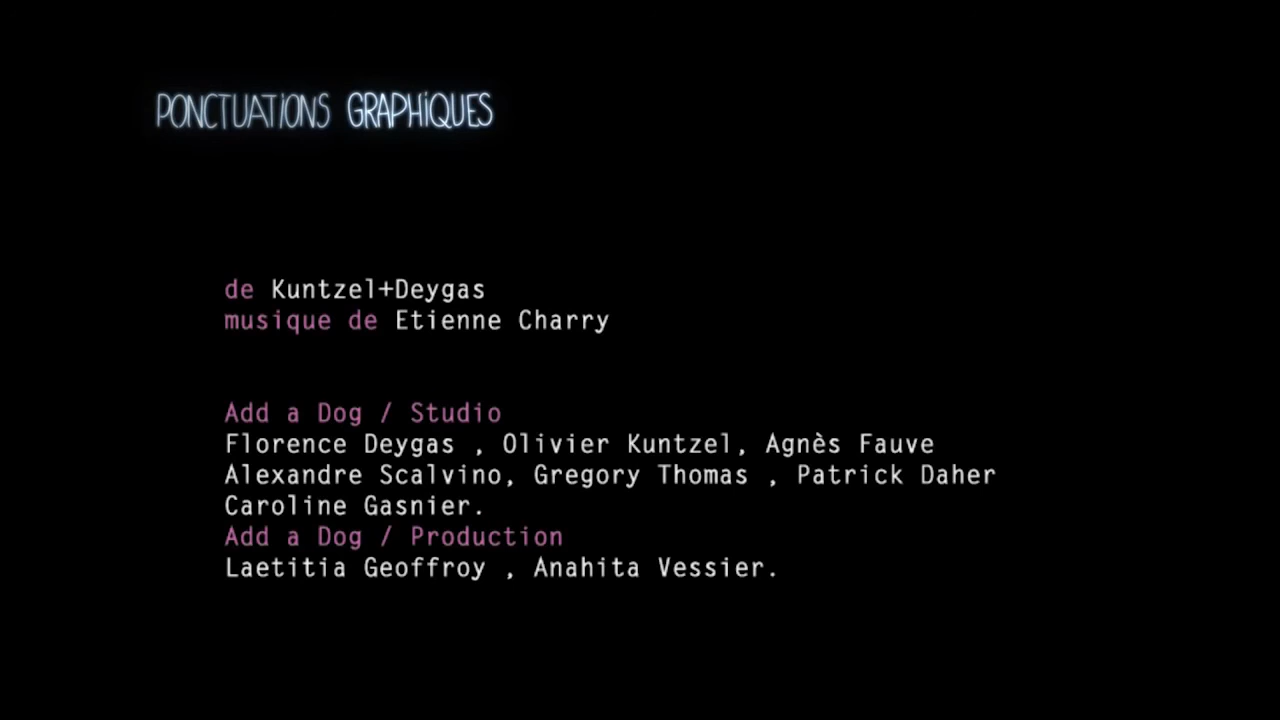 PONCTUATIONS GRAPHIQUES
de Kuntzel+Deygas
musique de Etienne Charry
Add a Dog / Studio
Florence Deygas , Olivier Kuntzel, Agnès Fauve
Alexandre Scalvino, Gregory Thomas , Patrick Daher
Caroline Gasnier.
Add a Dog / Production
Laetitia Geoffroy , Anahita Vessier.